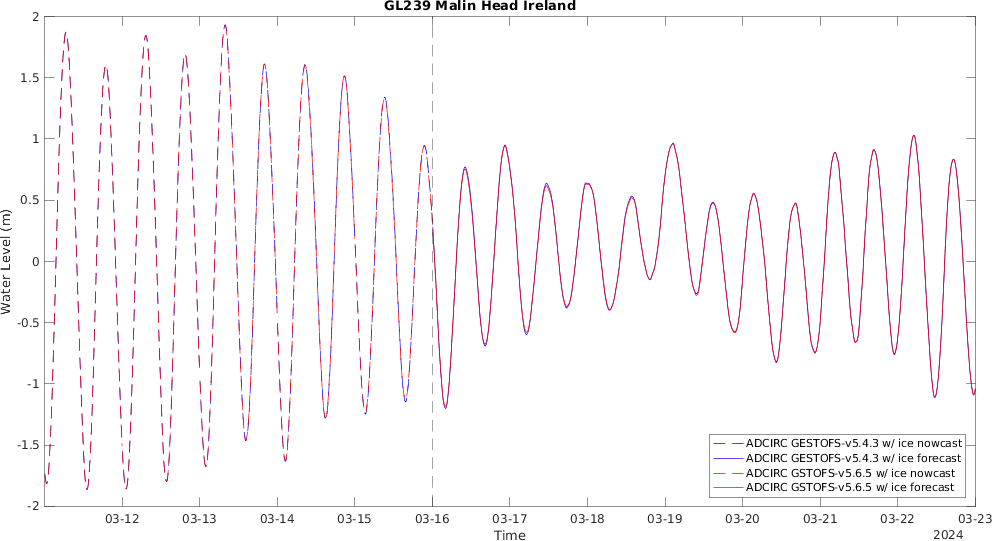 GL239 Malin Head Ireland
2
1.5
1
0.5
0
-0.5
-1
-1.5
-2
Water Level (m)
ADCIRC GESTOFS-v5.4.3 w/ ice nowcast
ADCIRC GESTOFS-v5.4.3 w/ ice forecast
ADCIRC GSTOFS-v5.6.5 w/ ice nowcast
ADCIRC GSTOFS-v5.6.5 w/ ice forecast
03-12 03-13 03-14 03-15 03-16 03-17 03-18 03-19 03-20 03-21 03-22 03-23
Time
2024